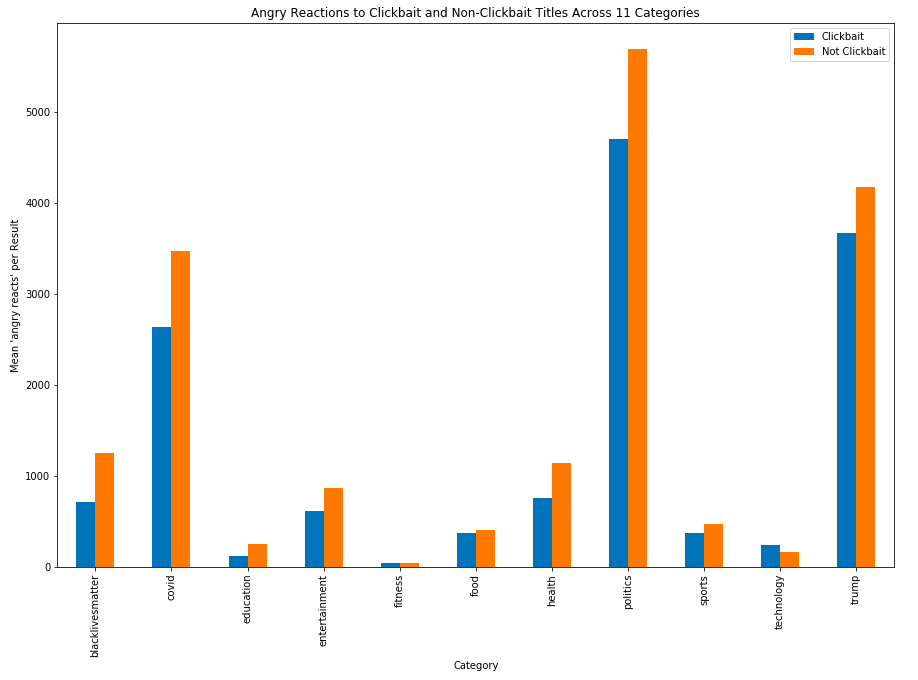 Angry Reactions to Clickbait and Non-Clickbait Titles Across 11 Categories
Clickbait
Not Clickbait
Mean 'angry reacts' per Result
5000
4000
3000
2000
1000
0
blacklivesmatter
covid
education
entertainment
fitness
food
health
politics
sports
technology
trump
Category